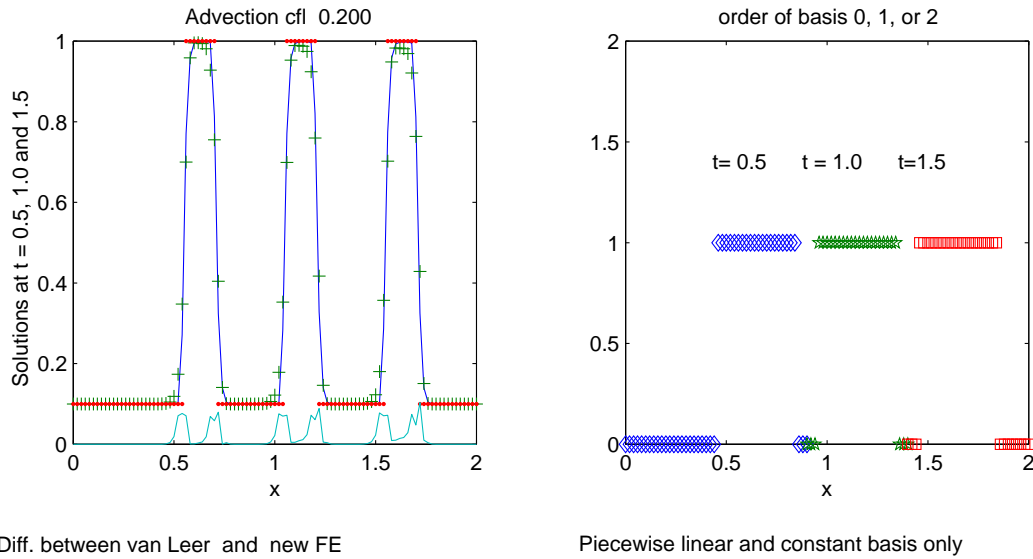 Advection cfl 0.200
Solutions at t = 0.5, 1.0 and 1.5
1
0.8
0.6
0.4
0.2
0
0
0.5
1
1.5
2
x
Diff. between van Leer and new FE
order of basis 0, 1, or 2
2
1.5
1
0.5
0
t= 0.5
t = 1.0
t=1.5
0
0.5
1
1.5
2
x
Piecewise linear and constant basis only